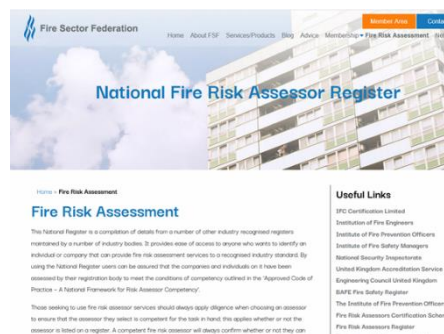 Member Area
Conta
Fire Sector Federation
Home About FSF Services/Products Blog Advice Membership Fire Risk Assessment
National Fire Risk Assessor Register
Home » Fire Risk Assessment
Fire Risk Assessment
This National Register is a compilation of details from a number of other industry recognised registers
maintained by a number of industry bodies. It provides ease of access to anyone who wants to identify an
individual or company that can provide fire risk assessment services to a recognised industry standard. By
using the National Register users can be assured that the companies and individuals on it have been
assessed by their registration body to meet the conditions of competency outlined in the 'Approved Code of
Practice – A National Framework for Fire Risk Assessor Competency'.
Those seeking to use fire risk assessor services should always apply diligence when choosing an assessor
to ensure that the assessor they select is competent for the task in hand; this applies whether or not the
assessor is listed on a register. A competent fire risk assessor will always confirm whether or not they can
Useful Links
IFC Certification Limited
Institution of Fire Engineers
Institute of Fire Prevention Officers
Institute of Fire Safety Managers
National Security Inspectorate
United Kingdom Accreditation Service
Engineering Council United Kingdom
BAFE Fire Safety Register
The Institute of Fire Prevention Officers
Fire Risk Assessors Certification Sche
Fire Risk Assessors Register